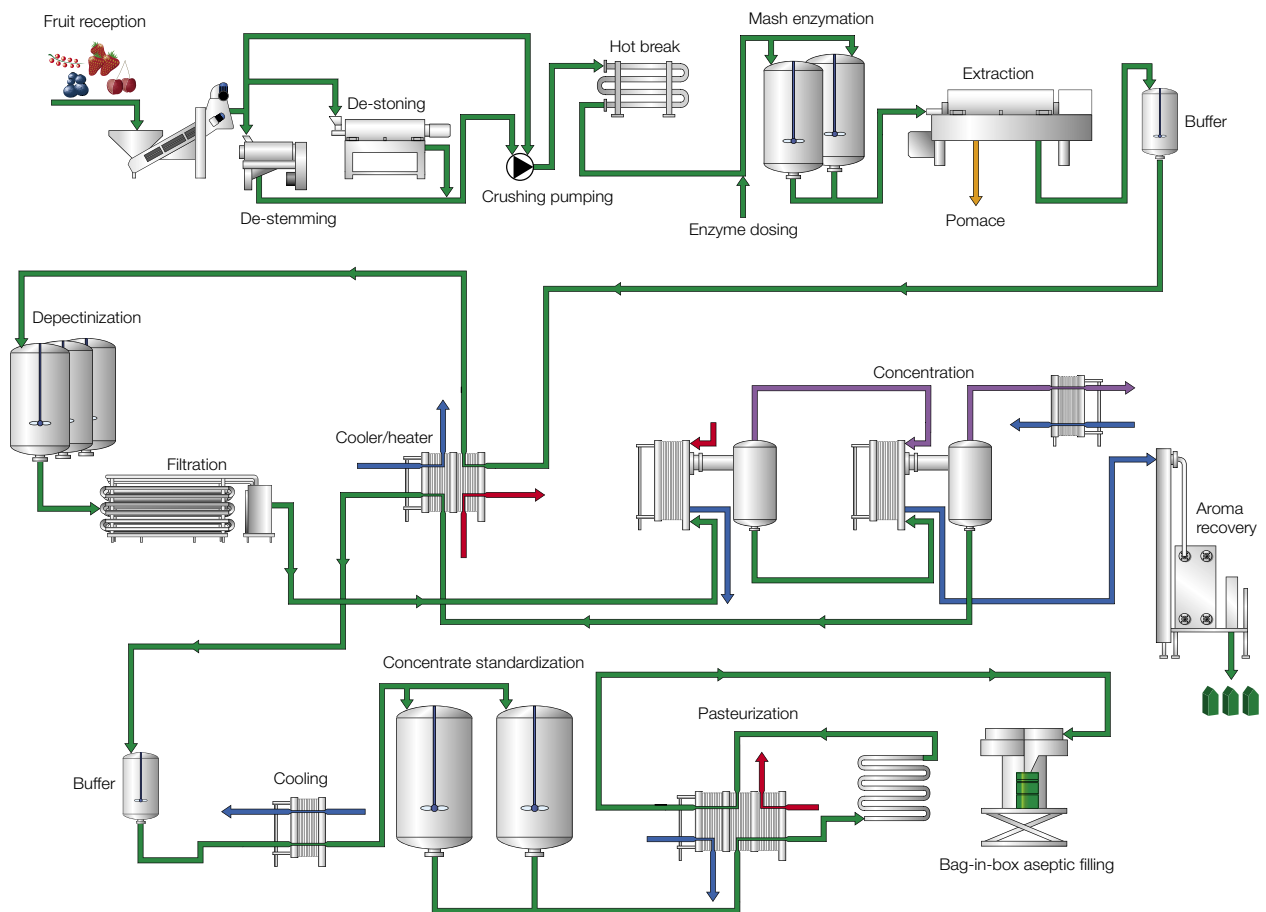 Fruit reception
Mash enzymation
Hot break
Extraction
De-stoning
Buffer
Crushing pumping
De-stemming
Pomace
Enzyme dosing
Depectinization
Concentration
Cooler/heater
Filtration
Aroma
recovery
Concentrate standardization
Pasteurization
Cooling
Buffer
Bag-in-box aseptic filling